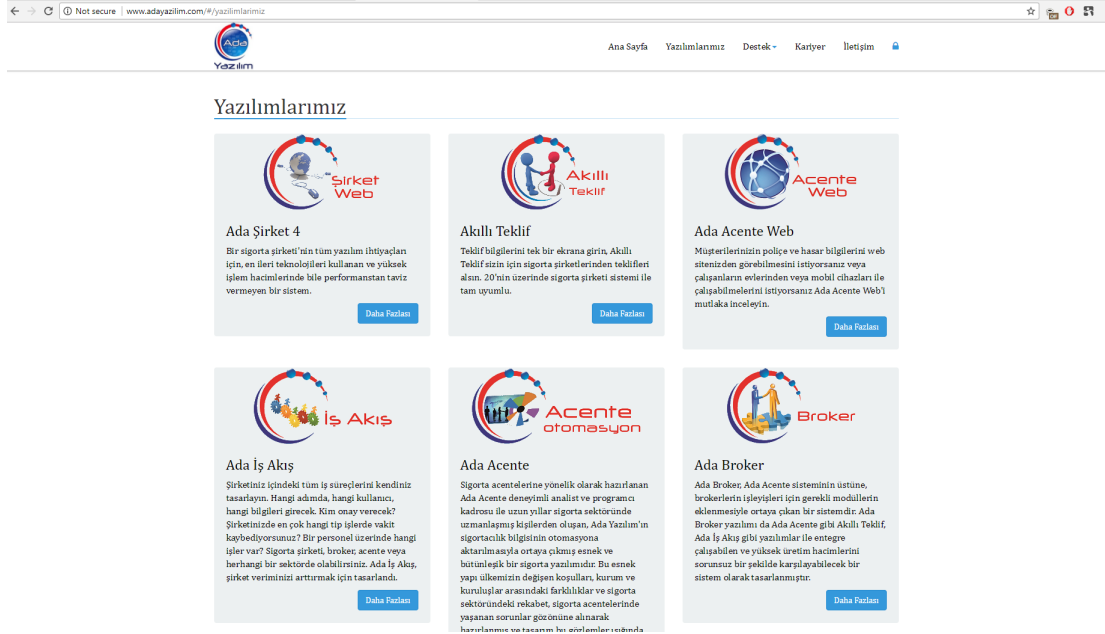 Not secure | www.adayazilim.com/#/yazilimlarimiz
Off
Ada
Yazılım
Ana Sayfa Yazılımlarımız Destek Kariyer İletişim
Yazılımlarımız
Şirket
Web
Ada Şirket 4
Bir sigorta şirketi'nin tüm yazılım ihtiyaçları
için, en ileri teknolojileri kullanan ve yüksek
işlem hacimlerinde bile performanstan taviz
vermeyen bir sistem.
Daha Fazlası
Akıllı
Teklif
Akıllı Teklif
Teklif bilgilerini tek bir ekrana girin, Akıllı
Teklif sizin için sigorta şirketlerinden teklifleri
alsın. 20'nin üzerinde sigorta şirketi sistemi ile
tam uyumlu.
Daha Fazlası
Acente
Web
Ada Acente Web
Müşterilerinizin poliçe ve hasar bilgilerini web
sitenizden görebilmesini istiyorsanız veya
çalışanların evlerinden veya mobil cihazları ile
çalışabilmelerini istiyorsanız Ada Acente Web'i
mutlaka inceleyin.
Daha Fazlası
İş Akış
Ada İş Akış
Şirketiniz içindeki tüm iş süreçlerini kendiniz
tasarlayın. Hangi adımda, hangi kullanıcı,
hangi bilgileri girecek. Kim onay verecek?
Şirketinizde en çok hangi tip işlerde vakit
kaybediyorsunuz? Bir personel üzerinde hangi
işler var? Sigorta şirketi, broker, acente veya
herhangi bir sektörde olabilirsiniz. Ada İş Akış,
şirket veriminizi arttırmak için tasarlandı.
Daha Fazlası
Acente
otomasyon
Ada Acente
Sigorta acentelerine yönelik olarak hazırlanan
Ada Acente deneyimli analist ve programcı
kadrosu ile uzun yıllar sigorta sektöründe
uzmanlaşmış kişilerden oluşan, Ada Yazılım'ın
sigortacılık bilgisinin otomasyona
aktarılmasıyla ortaya çıkmış esnek ve
bütünleşik bir sigorta yazılımıdır. Bu esnek
yapı ülkemizin değişen koşulları, kurum ve
kuruluşlar arasındaki farklılıklar ve sigorta
sektöründeki rekabet, sigorta acentelerinde
yaşanan sorunlar gözönüne alınarak
hazırlanmış ve tasarım bu gözlemler ışığında
Broker
Ada Broker
Ada Broker, Ada Acente sisteminin üstüne,
brokerlerin işleyişleri için gerekli modüllerin
eklenmesiyle ortaya çıkan bir sistemdir. Ada
Broker yazılımı da Ada Acente gibi Akıllı Teklif,
Ada İş Akış gibi yazılımlar ile entegre
çalışabilen ve yüksek üretim hacimlerini
sorunsuz bir şekilde karşılayabilecek bir
sistem olarak tasarlanmıştır.
Daha Fazlası